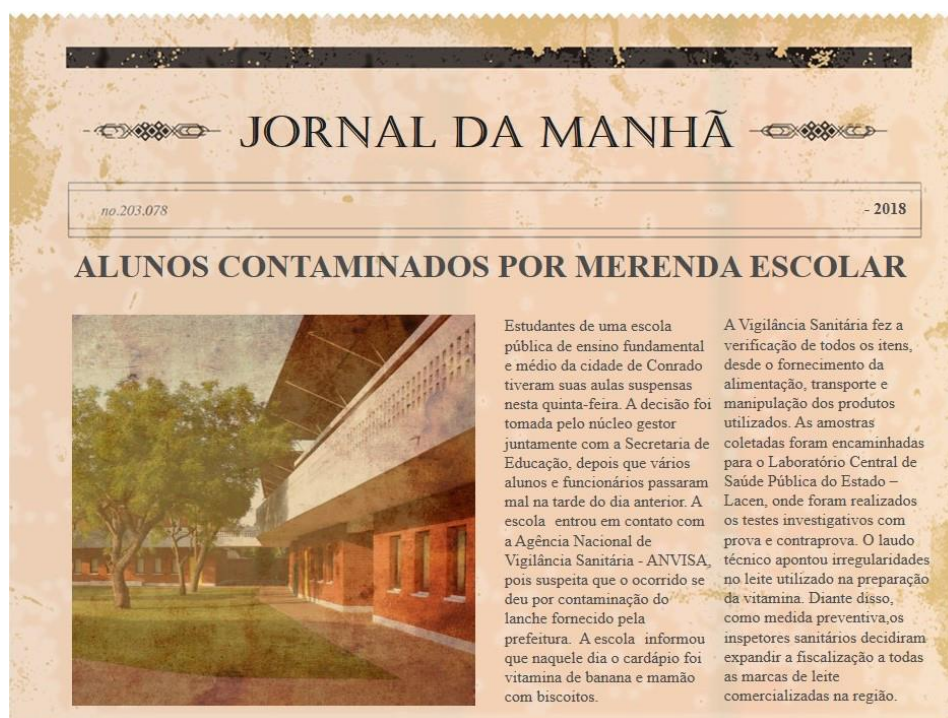 JORNAL DA MANHÃ
no.203.078
- 2018
ALUNOS CONTAMINADOS POR MERENDA ESCOLAR
Estudantes de uma escola
pública de ensino fundamental
e médio da cidade de Conrado
tiveram suas aulas suspensas
nesta quinta-feira. A decisão foi
tomada pelo núcleo gestor
juntamente com a Secretaria de
Educação, depois que vários
alunos e funcionários passaram
mal na tarde do dia anterior. A
escola entrou em contato com
a Agência Nacional de
Vigilância Sanitária - ANVISA,
pois suspeita que o ocorrido se
deu por contaminação do
lanche fornecido pela
prefeitura. A escola informou
que naquele dia o cardápio foi
vitamina de banana e mamão
com biscoitos.
A Vigilância Sanitária fez a
verificação de todos os itens,
desde o fornecimento da
alimentação, transporte e
manipulação dos produtos
utilizados. As amostras
coletadas foram encaminhadas
para o Laboratório Central de
Saúde Pública do Estado –
Lacen, onde foram realizados
os testes investigativos com
prova e contraprova. O laudo
técnico apontou irregularidades
no leite utilizado na preparação
da vitamina. Diante disso,
como medida preventiva,os
inspetores sanitários decidiram
expandir a fiscalização a todas
as marcas de leite
comercializadas na região.